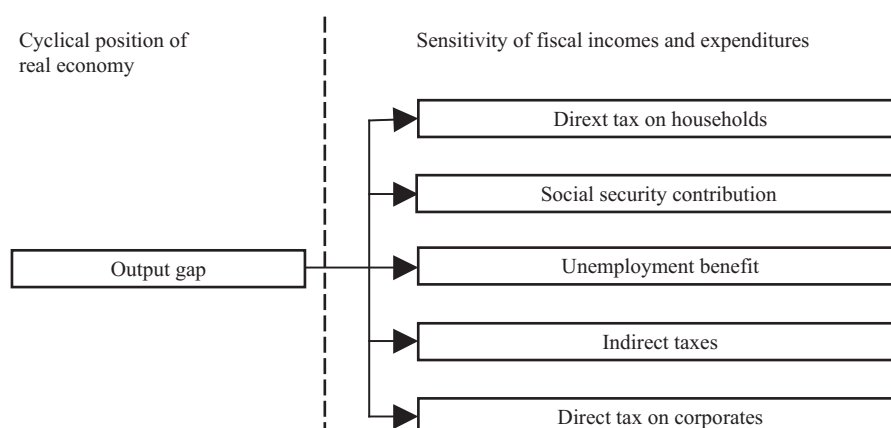 Cyclical position of
real economy
Sensitivity of fiscal incomes and expenditures
Dirext tax on households
Social security contribution
Output gap
Unemployment benefit
Indirect taxes
Direct tax on corporates